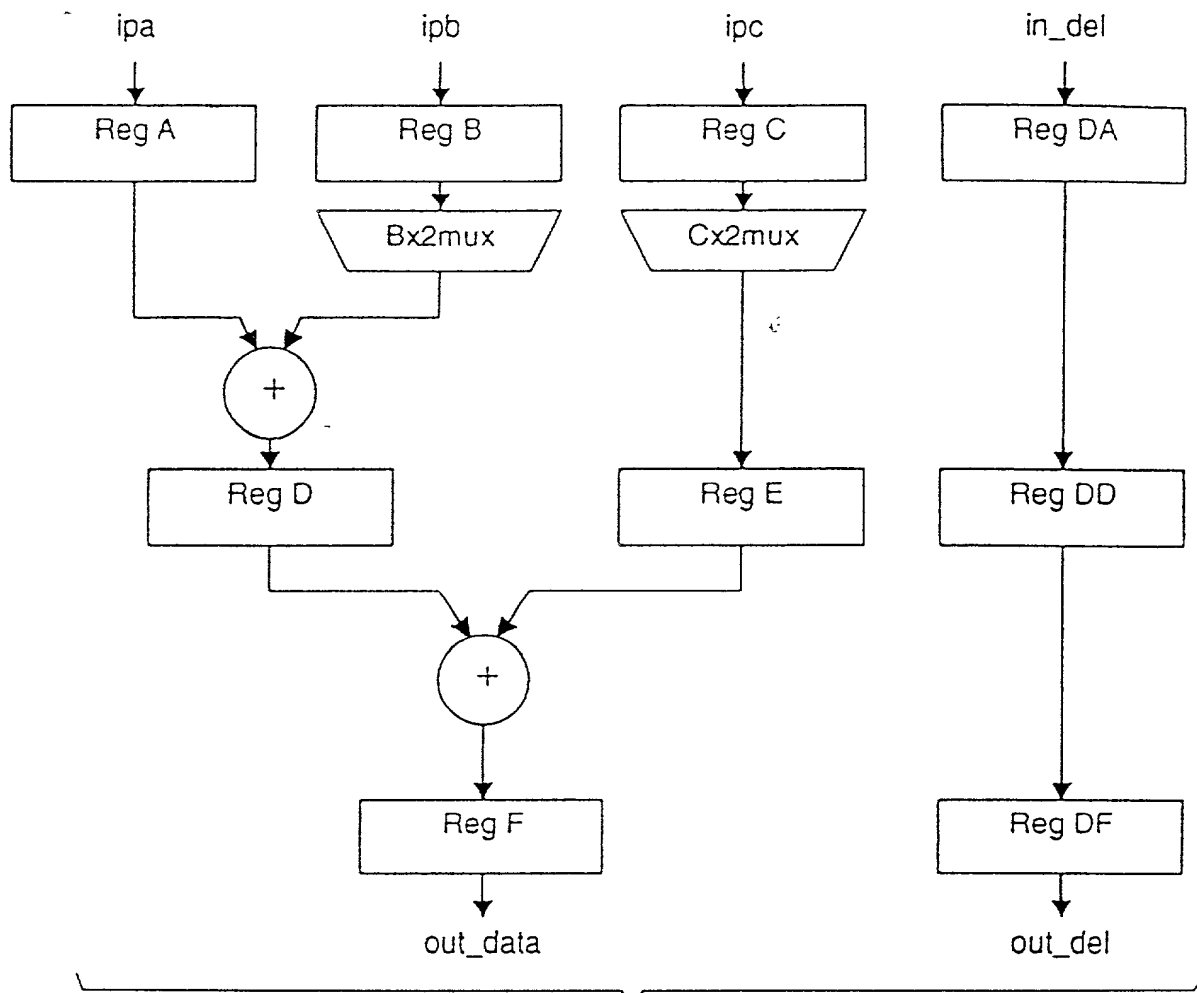 ipa ipb ipc in_del
Reg A Reg B Reg C Reg DA
Bx2mux Cx2mux
+
Reg D Reg E Reg DD
+
Reg F Reg DF
out_data out_del